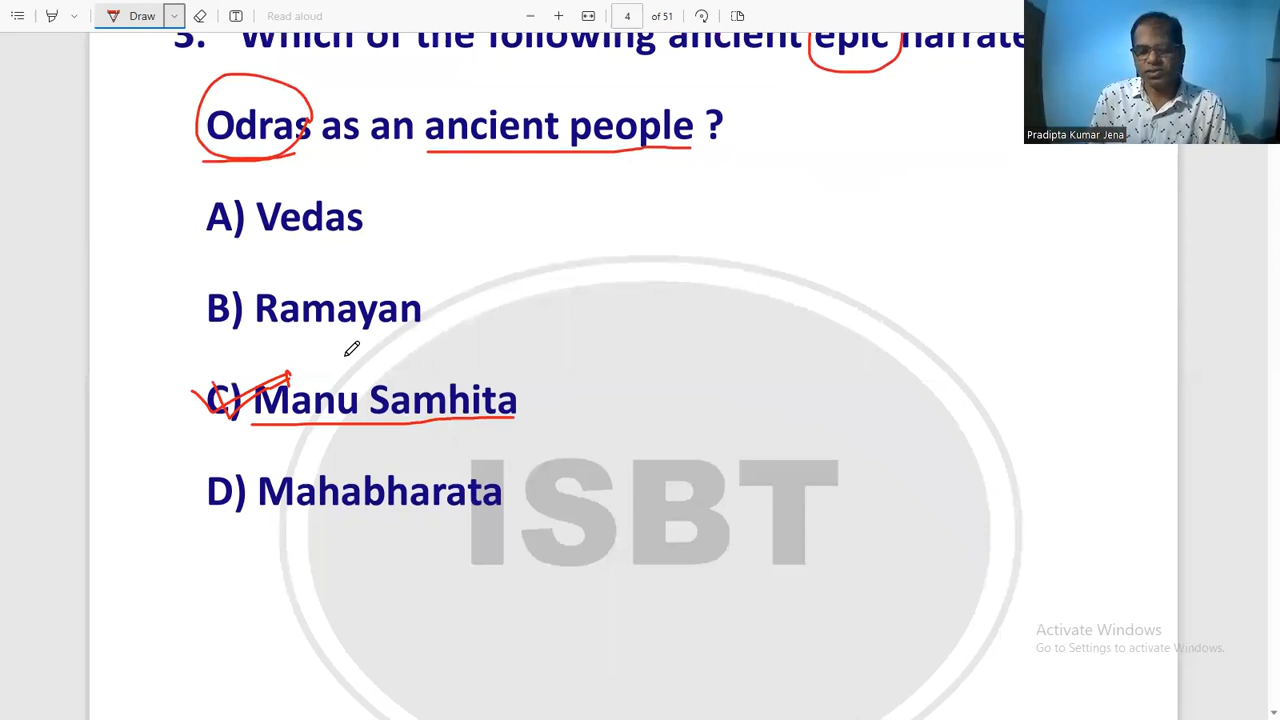 Draw
Read aloud
4
of 51
3. Which of the following ancient epic narrate
Odras as an ancient people ?
A) Vedas
B) Ramayan
C) Manu Samhita
D) Mahabharata
ISBT
Pradipta Kumar Jena
Activate Windows
Go to Settings to activate Windows.